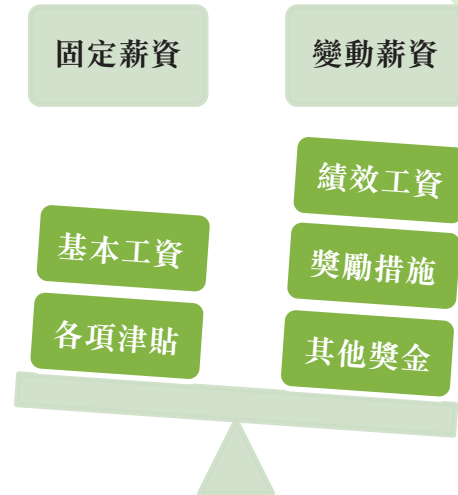 固定薪資
變動薪資
績效工資
基本工資
獎勵措施
各項津貼
其他獎金